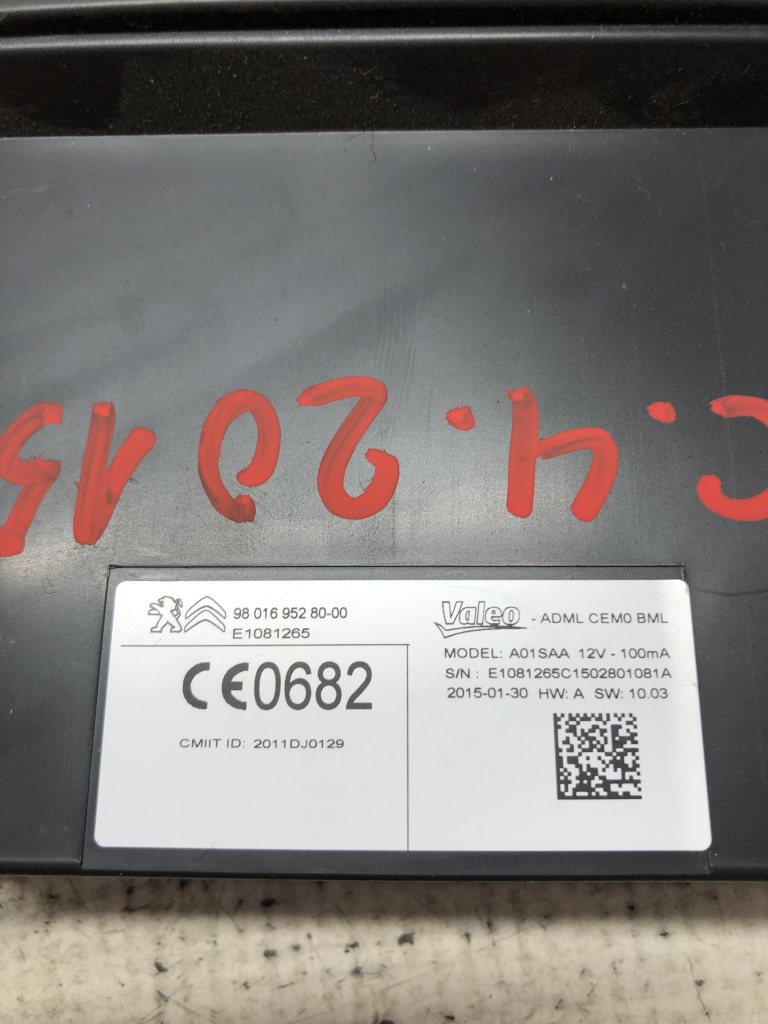 C.4.2015
98 016 952 80-00
E1081265
CE0682
CMIIT ID: 2011DJ0129
Valeo - ADML CEM0 BML
MODEL: A01SAA 12V - 100mA
S/N : E1081265C1502801081A
2015-01-30 HW: A SW: 10.03